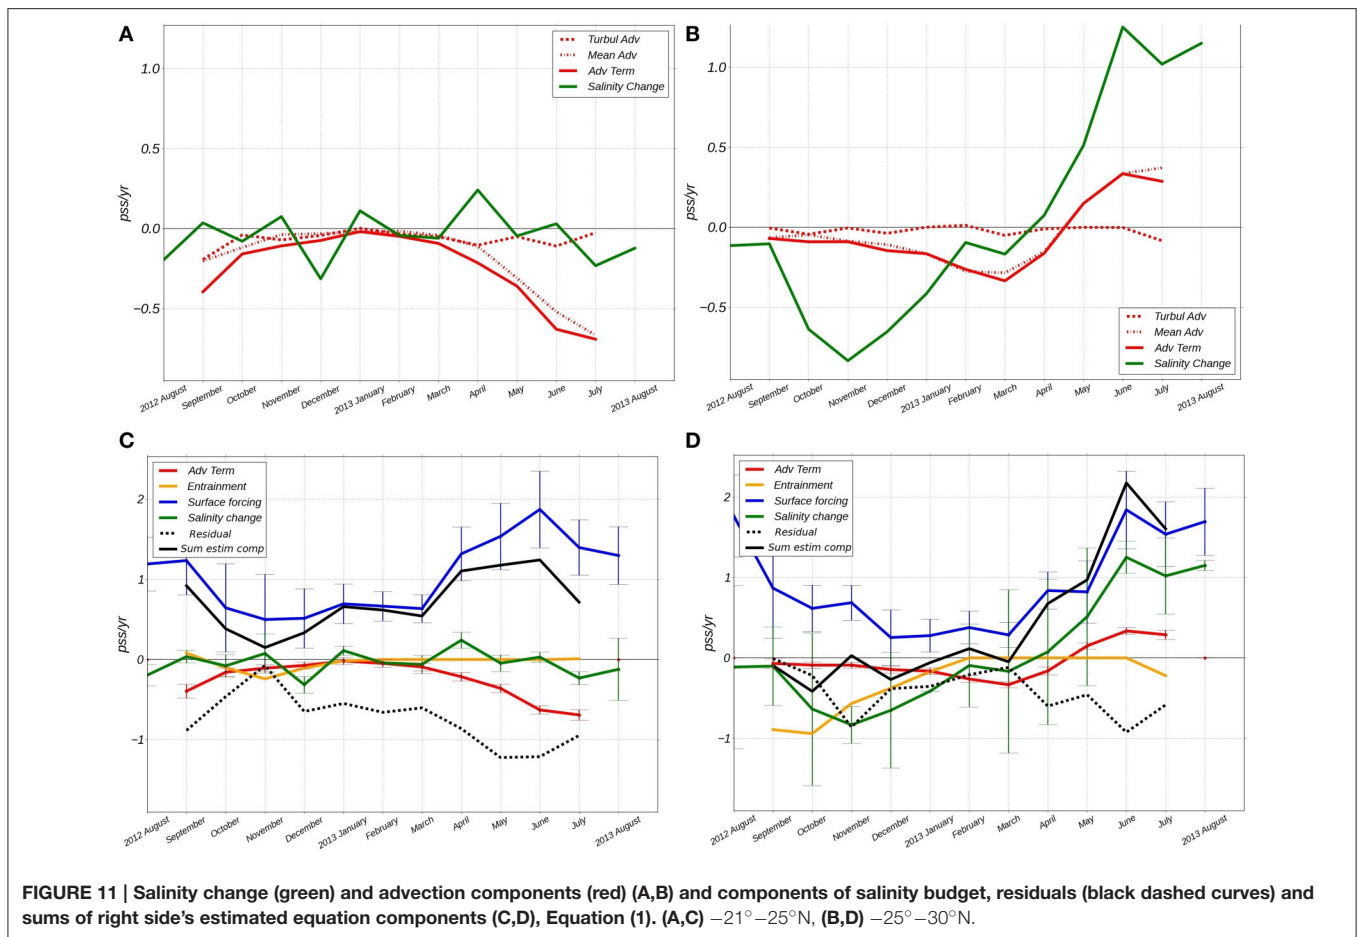 A
Turbul Adv
Mean Adv
Adv Term
Salinity Change
1.0
0.5
0.0
−0.5
pss/yr
2012 August
September
October
November
December
2013 January
February
March
April
May
June
July
2013 August
B
1.0
0.5
0.0
−0.5
pss/yr
Turbul Adv
Mean Adv
Adv Term
Salinity Change
2012 August
September
October
November
December
2013 January
February
March
April
May
June
July
2013 August
C
Adv Term
Entrainment
Surface forcing
Salinity change
Residual
Sum estim comp
2
1
0
−1
pss/yr
2012 August
September
October
November
December
2013 January
February
March
April
May
June
July
2013 August
D
Adv Term
Entrainment
Surface forcing
Salinity change
Residual
Sum estim comp
2
1
0
−1
pss/yr
2012 August
September
October
November
December
2013 January
February
March
April
May
June
July
2013 August
FIGURE 11 | Salinity change (green) and advection components (red) (A,B) and components of salinity budget, residuals (black dashed curves) and
sums of right side's estimated equation components (C,D), Equation (1). (A,C) −21°−25°N, (B,D) −25°−30°N.